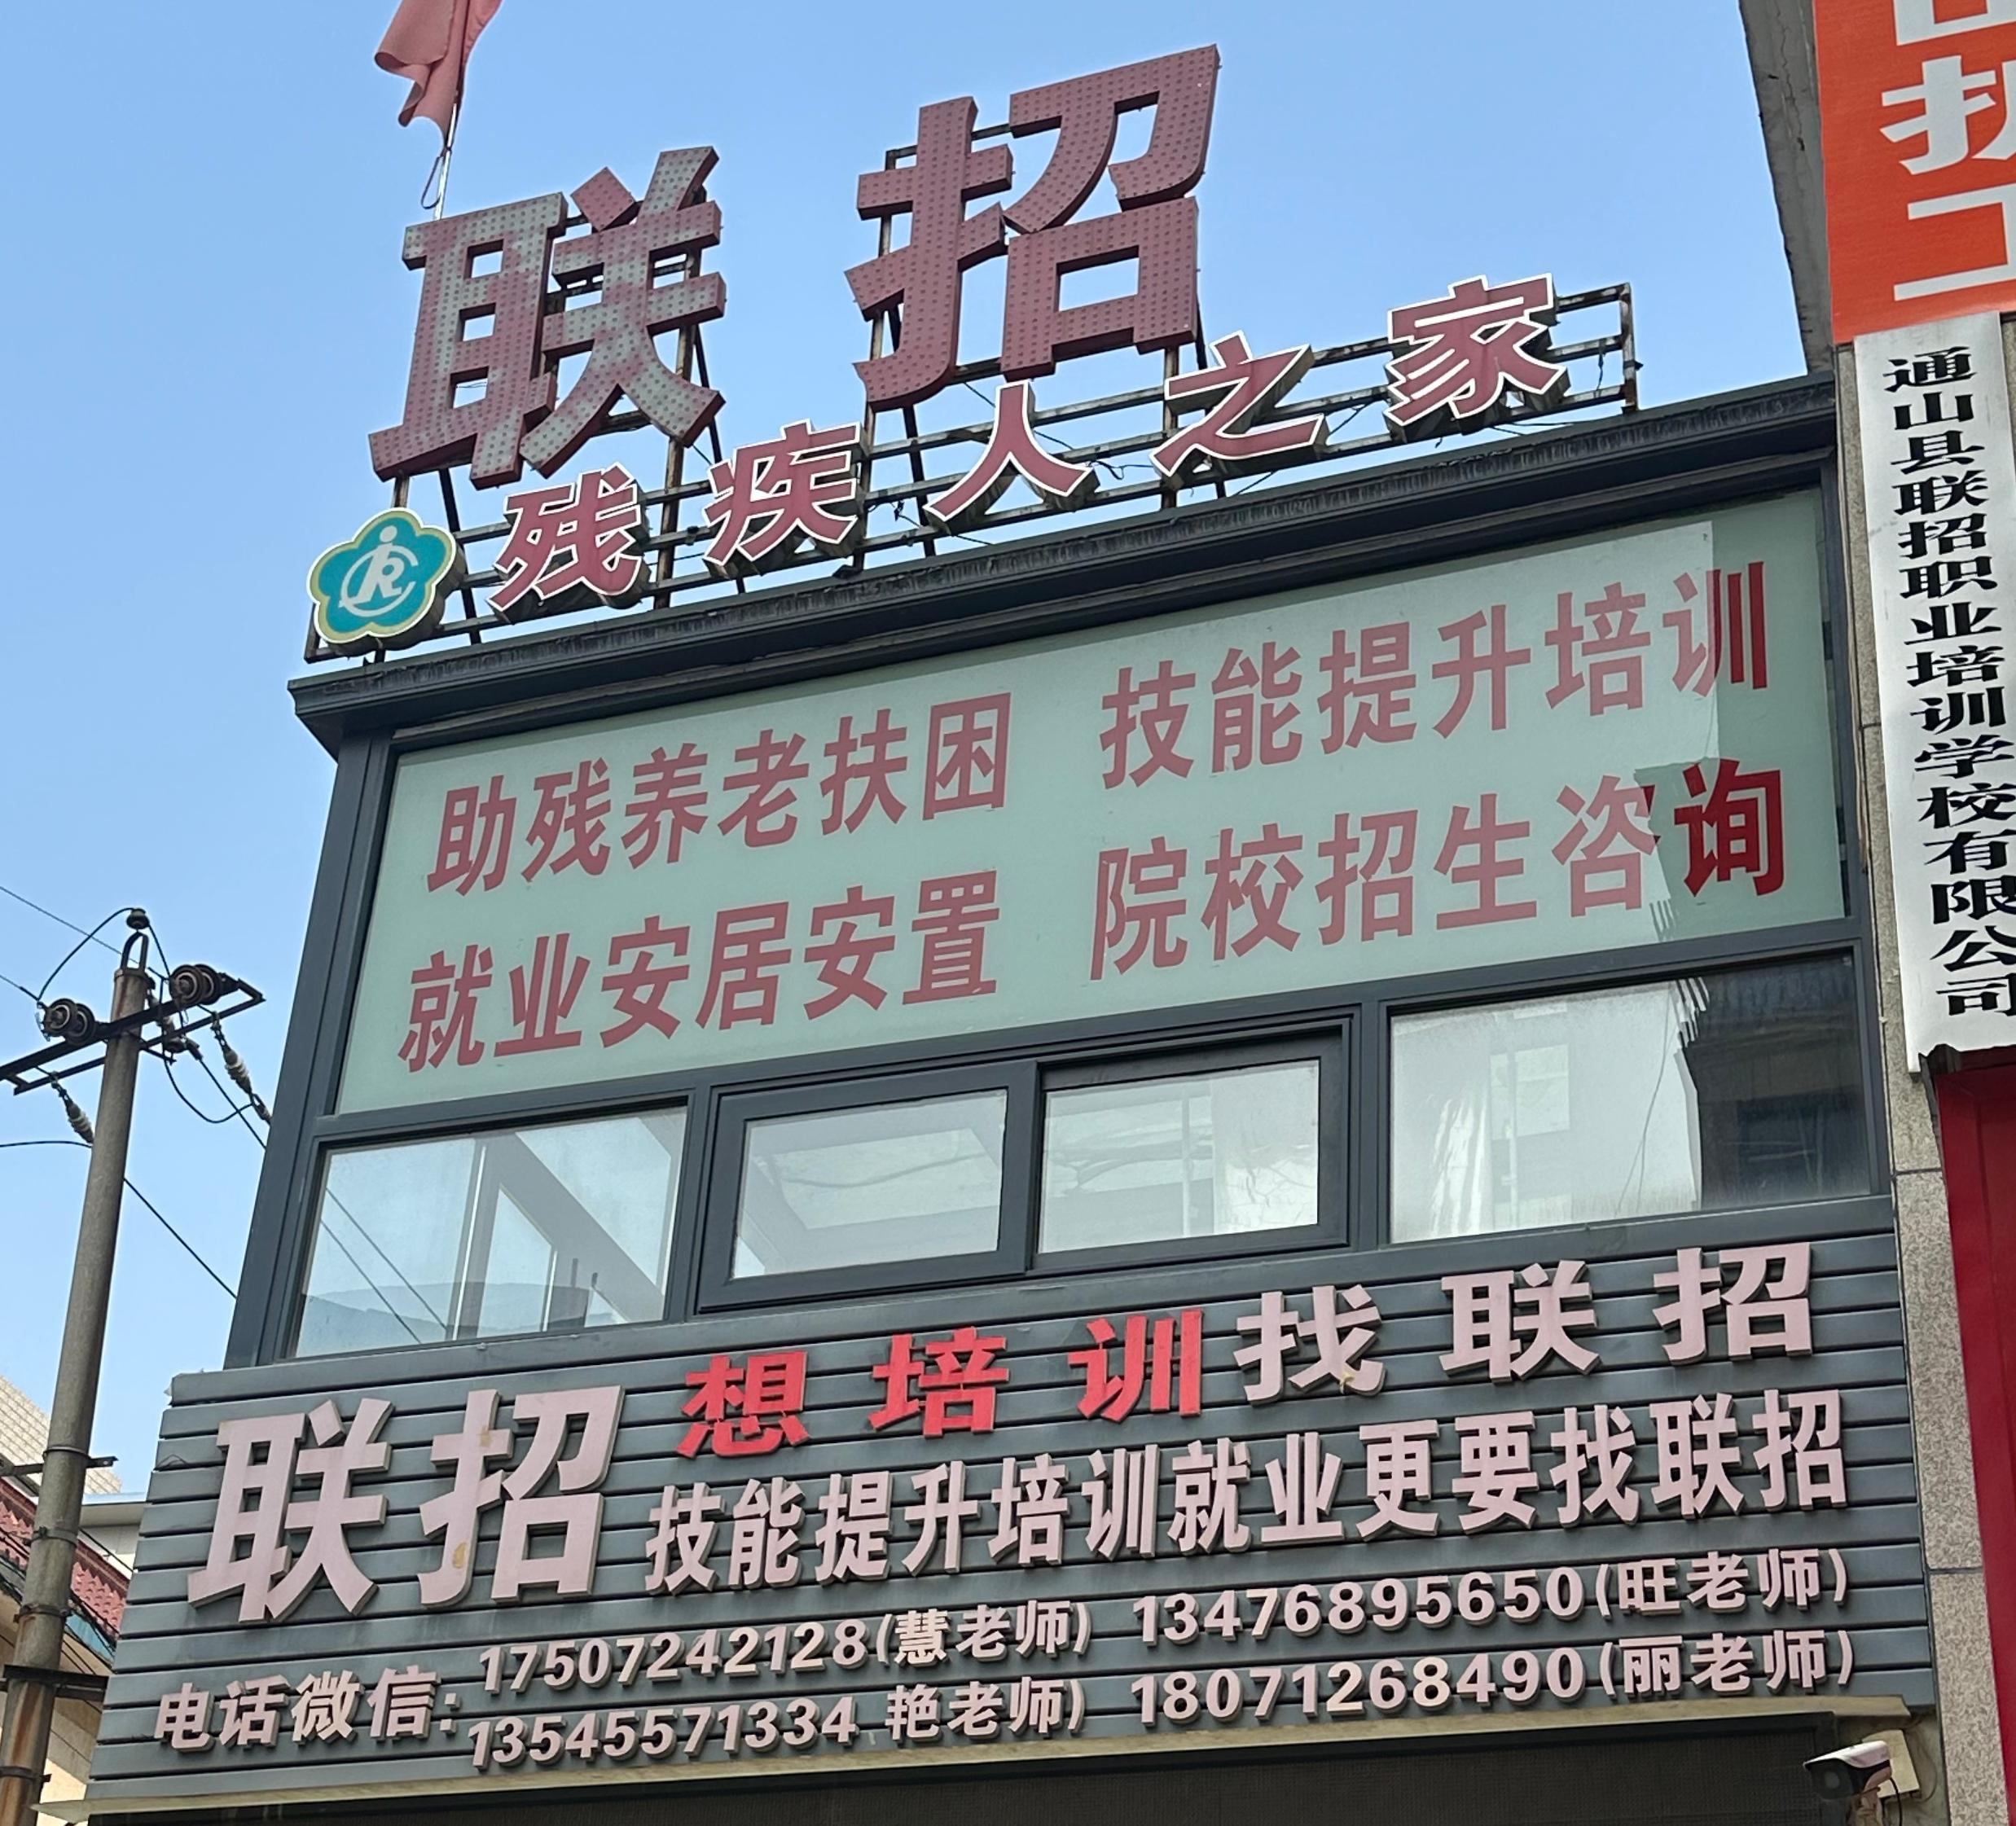 联招
残疾人之家
助残养老扶困 技能提升培训
就业安居安置 院校招生咨询
联招
想培训找联招
技能提升培训就业更要找联招
电话微信:
17507242128(慧老师) 13476895650(旺老师)
13545571334 艳老师) 18071268490(丽老师)
通山县联招职业培训学校有限公司
工